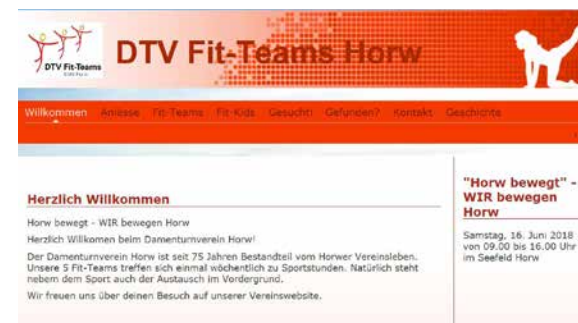 DTV Fit-Teams
DTV Fit-Teams Horw
Willkommen Anlässe Fit-Teams Fit-Kids Gesucht! Gefunden? Kontakt Geschichte
Herzlich Willkommen
Horw bewegt - WIR bewegen Horw
Herzlich Willkomen beim Damenturnverein Horw!
Der Damenturnverein Horw ist seit 75 Jahren Bestandteil vom Horwer Vereinsleben.
Unsere 5 Fit-Teams treffen sich einmal wöchentlich zu Sportstunden. Natürlich steht
nebem dem Sport auch der Austausch im Vordergrund.
Wir freuen uns über deinen Besuch auf unserer Vereinswebsite.
"Horw bewegt" -
WIR bewegen
Horw
Samstag, 16. Juni 2018
von 09.00 bis 16.00 Uhr
im Seefeld Horw